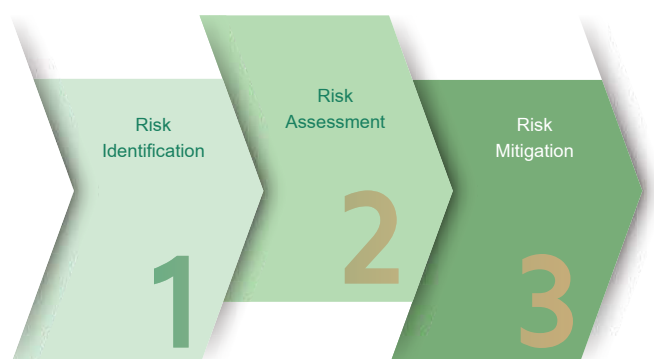 Risk
Identification
1
Risk
Assessment
2
Risk
Mitigation
3